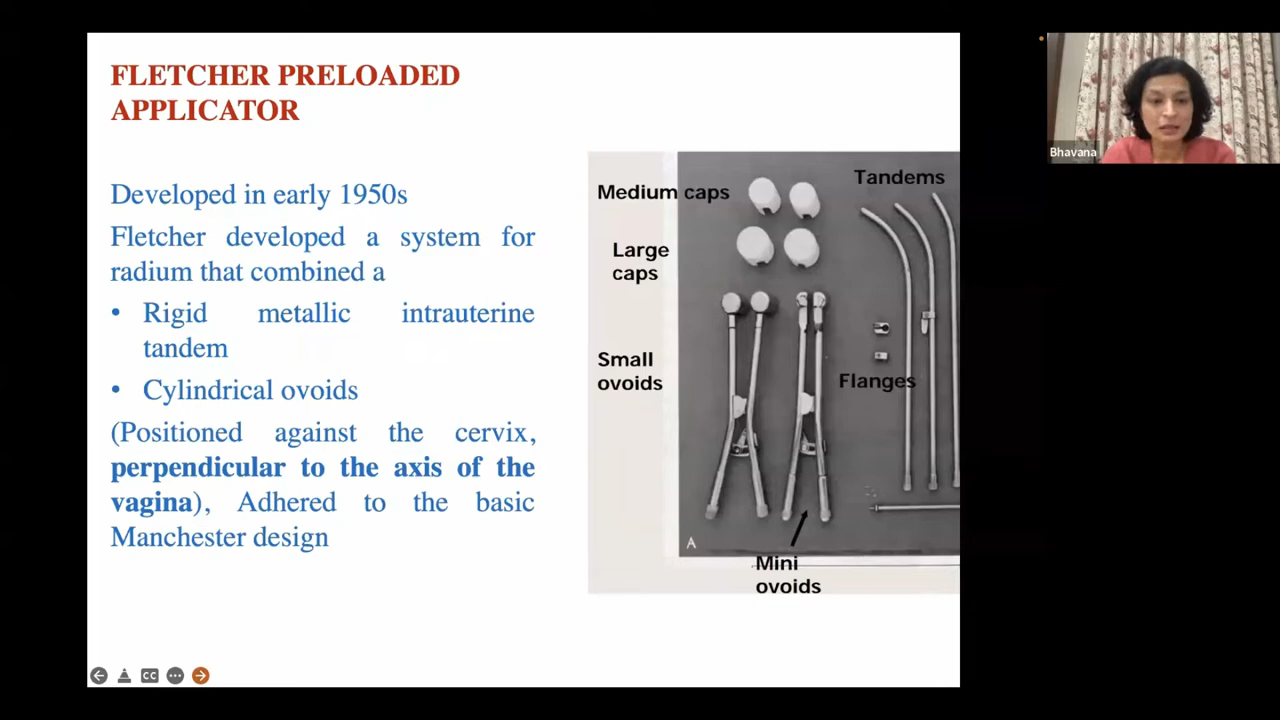 FLETCHER PRELOADED
APPLICATOR
Developed in early 1950s
Fletcher developed a system for
radium that combined a
• Rigid metallic intrauterine
tandem
• Cylindrical ovoids
(Positioned against the cervix,
perpendicular to the axis of the
vagina), Adhered to the basic
Manchester design
Medium caps
Tandems
Large
caps
Small
ovoids
Flanges
A
Mini
ovoids
CC
Bhavana